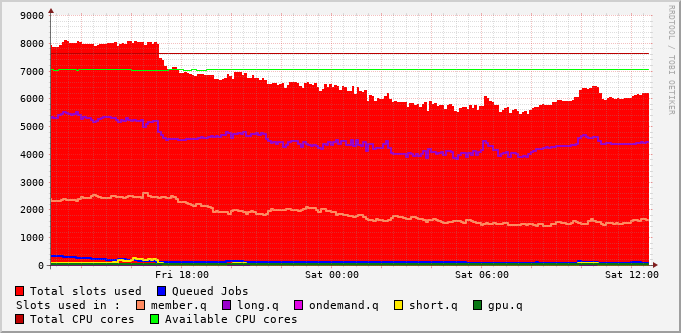 RRDTOOL / TOBI OETIKER
9000
8000
7000
6000
5000
4000
3000
2000
1000
0
Fri 18:00 Sat 00:00 Sat 06:00 Sat 12:00
Total slots used Queued Jobs
Slots used in : member.q long.q ondemand.q short.q gpu.q
Total CPU cores Available CPU cores